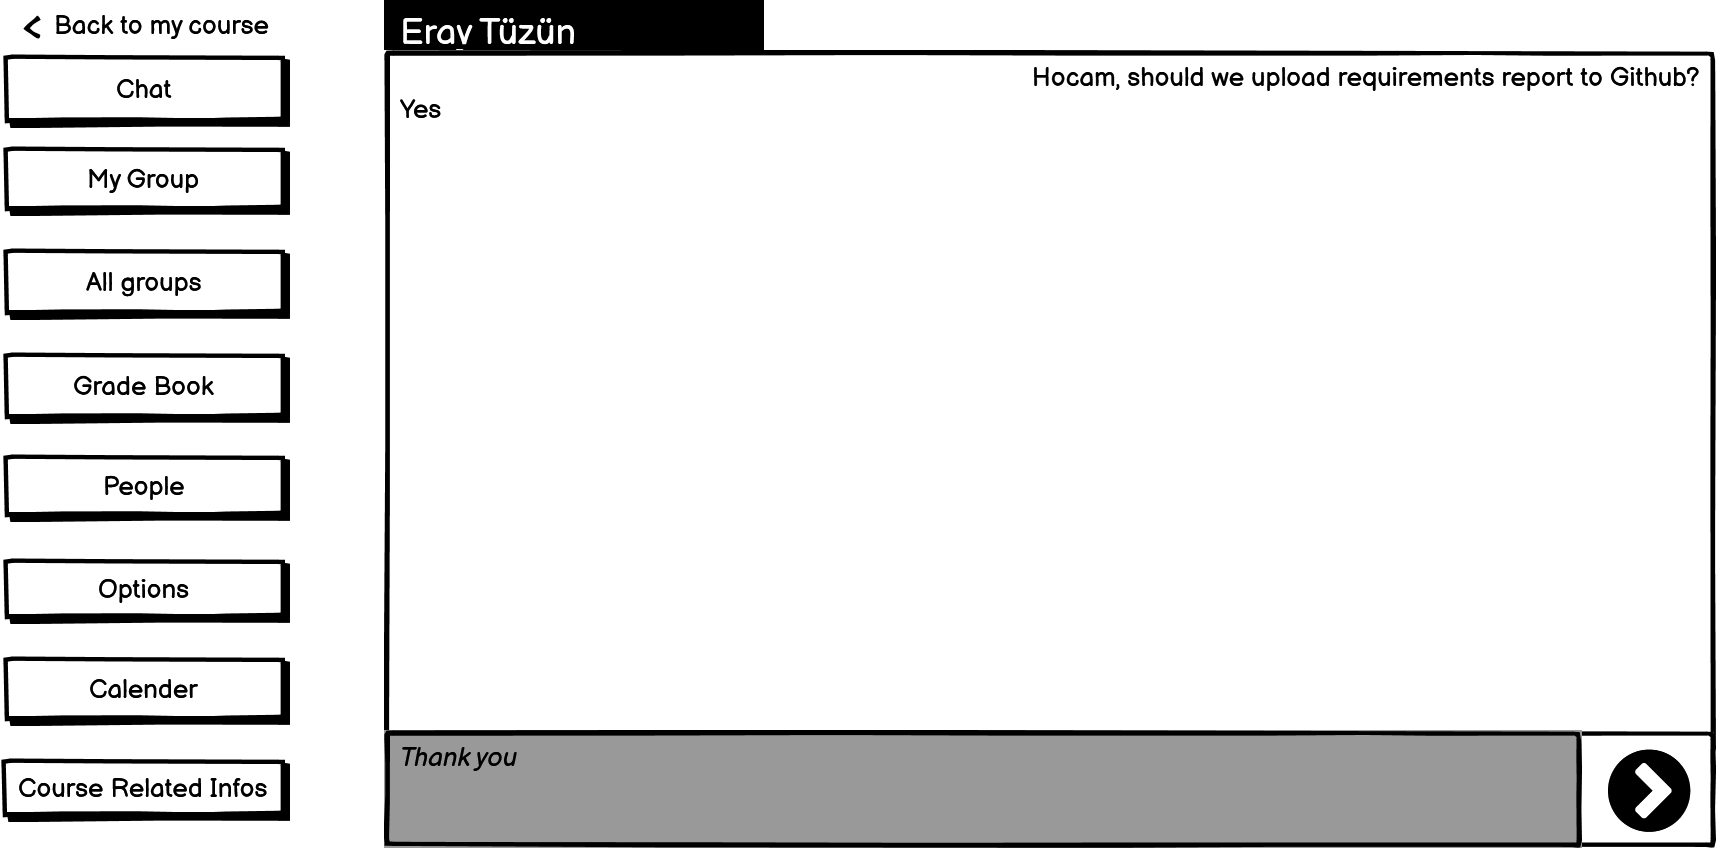 Back to my course
Chat
My Group
All groups
Grade Book
People
Options
Calender
Course Related Infos
Eray Tüzün
Hocam, should we upload requirements report to Github?
Yes
Thank you